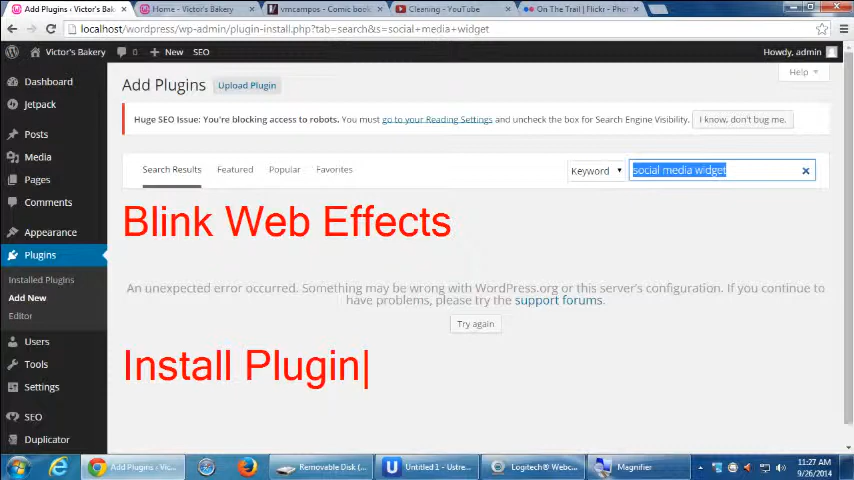 Add Plugins ‹ Victor's Ba
Home - Victor's Bakery
vmcampos - Comic book
Cleaning - YouTube
On The Trail | Flickr - Pho
localhost/wordpress/wp-admin/plugin-install.php?tab=search&s=social+media+widget
Victor's Bakery
0
+ New
SEO
Howdy, admin
Dashboard
Jetpack
Posts
Media
Pages
Comments
Appearance
Plugins
Installed Plugins
Add New
Editor
Users
Tools
Settings
SEO
Duplicator
Help
Add Plugins
Upload Plugin
Huge SEO Issue: You're blocking access to robots. You must go to your Reading Settings and uncheck the box for Search Engine Visibility.
I know, don't bug me.
Search Results
Featured
Popular
Favorites
Keyword
social media widget
Blink Web Effects
An unexpected error occurred. Something may be wrong with WordPress.org or this server's configuration. If you continue to
have problems, please try the support forums.
Try again
Install Plugin
Add Plugins ‹ Vic...
Removable Disk (...
Untitled 1 - Ustre...
Logitech® Webc...
Magnifier
11:27 AM
9/26/2014